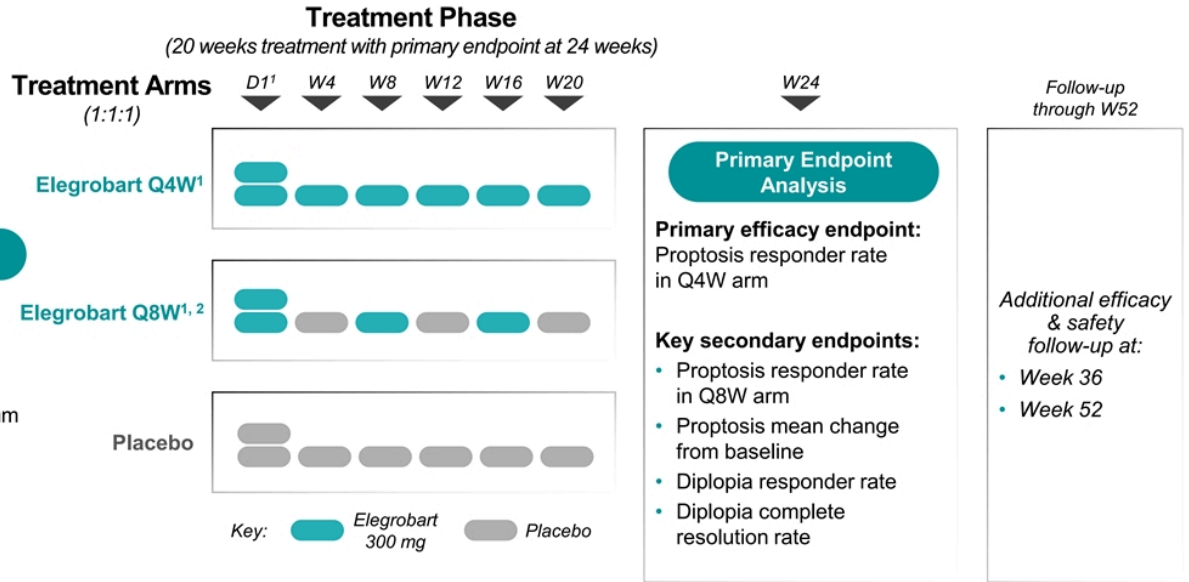 Treatment Phase
(20 weeks treatment with primary endpoint at 24 weeks)
Treatment Arms
(1:1:1)
D1¹ W4 W8 W12 W16 W20
W24
Follow-up
through W52
Elegrobart Q4W¹
Elegrobart Q8W¹, ²
Placebo
Key: Elegrobart
300 mg
Placebo
Primary Endpoint
Analysis
Primary efficacy endpoint:
Proptosis responder rate
in Q4W arm
Key secondary endpoints:
• Proptosis responder rate
in Q8W arm
• Proptosis mean change
from baseline
• Diplopia responder rate
• Diplopia complete
resolution rate
Additional efficacy
& safety
follow-up at:
• Week 36
• Week 52